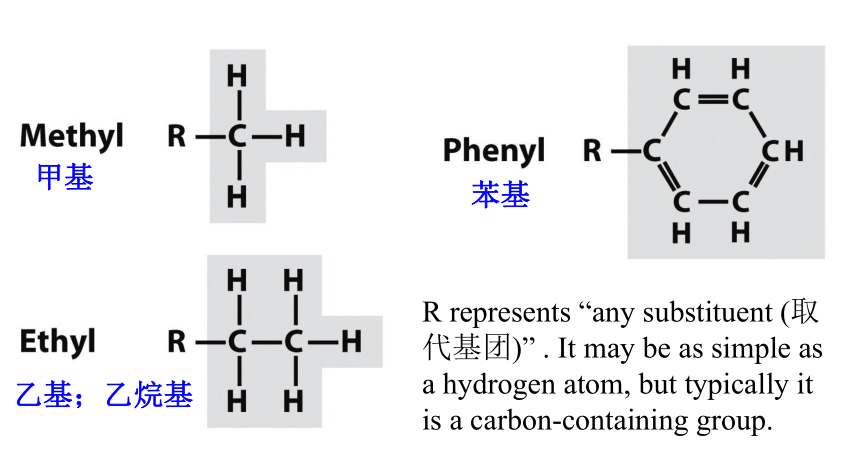 Methyl
甲基
H
R—C—H
H
Phenyl
苯基
H H
C═C
R—C CH
C—C
H H
Ethyl
乙基；乙烷基
H H
R—C—C—H
H H
R represents “any substituent (取
代基团)” . It may be as simple as
a hydrogen atom, but typically it
is a carbon-containing group.